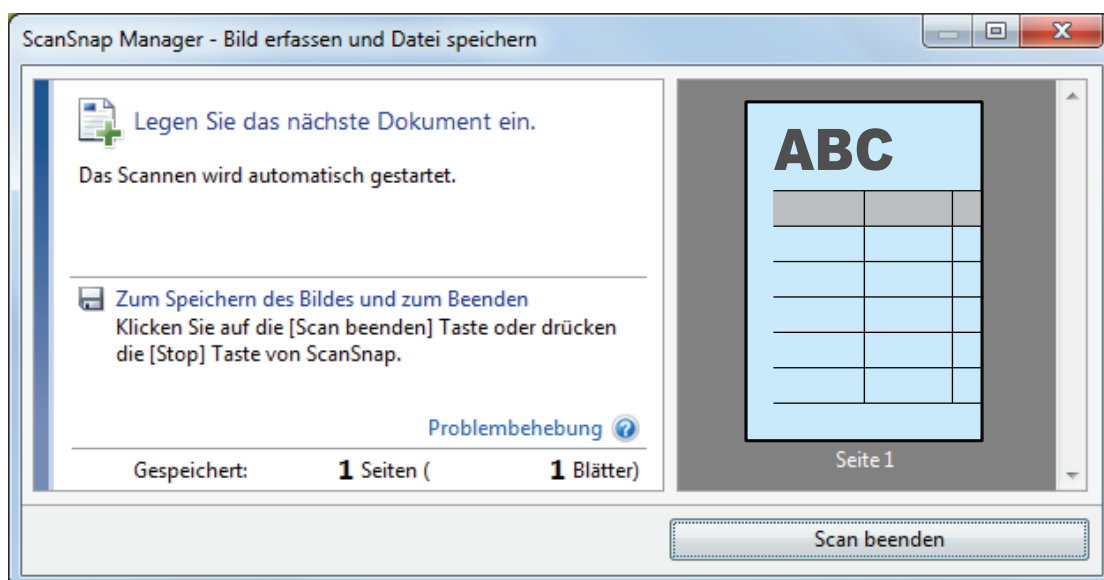 ScanSnap Manager - Bild erfassen und Datei speichern
Legen Sie das nächste Dokument ein.
Das Scannen wird automatisch gestartet.
Zum Speichern des Bildes und zum Beenden
Klicken Sie auf die [Scan beenden] Taste oder drücken
die [Stop] Taste von ScanSnap.
Problembehebung
Gespeichert: 1 Seiten ( 1 Blätter)
ABC
Seite 1
Scan beenden